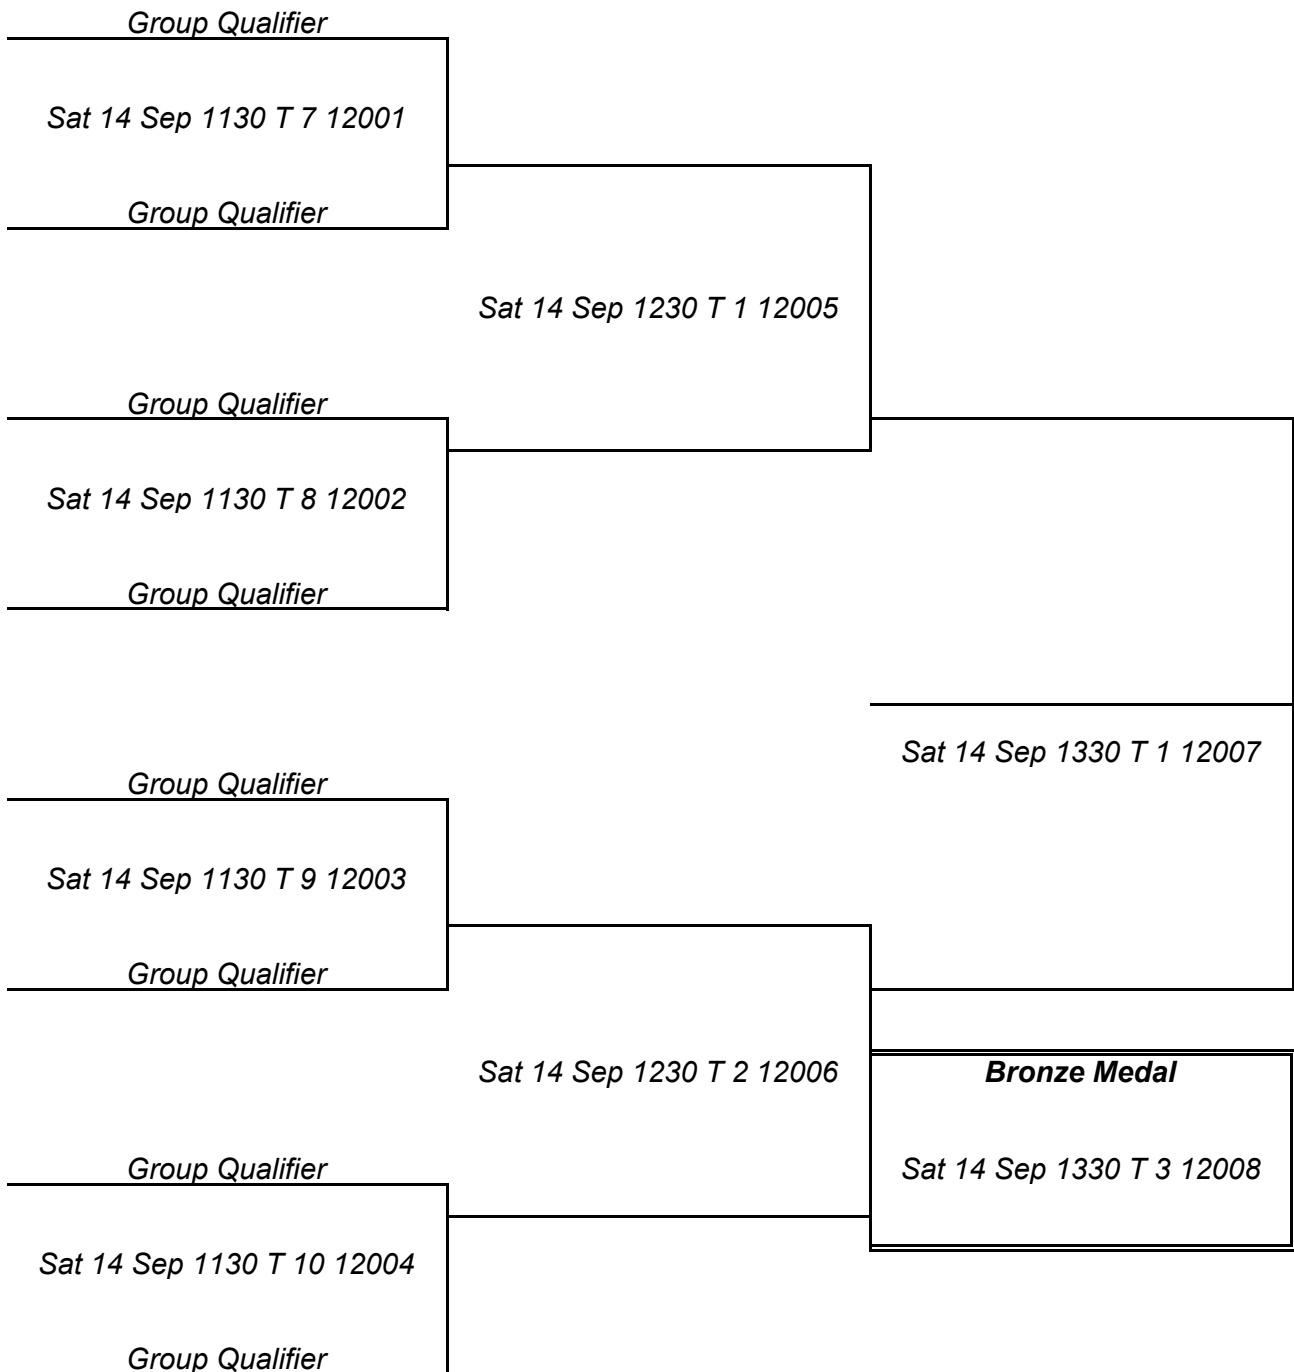 Group Qualifier
Sat 14 Sep 1130 T 7 12001
Group Qualifier
Sat 14 Sep 1230 T 1 12005
Group Qualifier
Sat 14 Sep 1130 T 8 12002
Group Qualifier
Sat 14 Sep 1330 T 1 12007
Group Qualifier
Sat 14 Sep 1130 T 9 12003
Group Qualifier
Sat 14 Sep 1230 T 2 12006
Bronze Medal
Group Qualifier
Sat 14 Sep 1330 T 3 12008
Sat 14 Sep 1130 T 10 12004
Group Qualifier